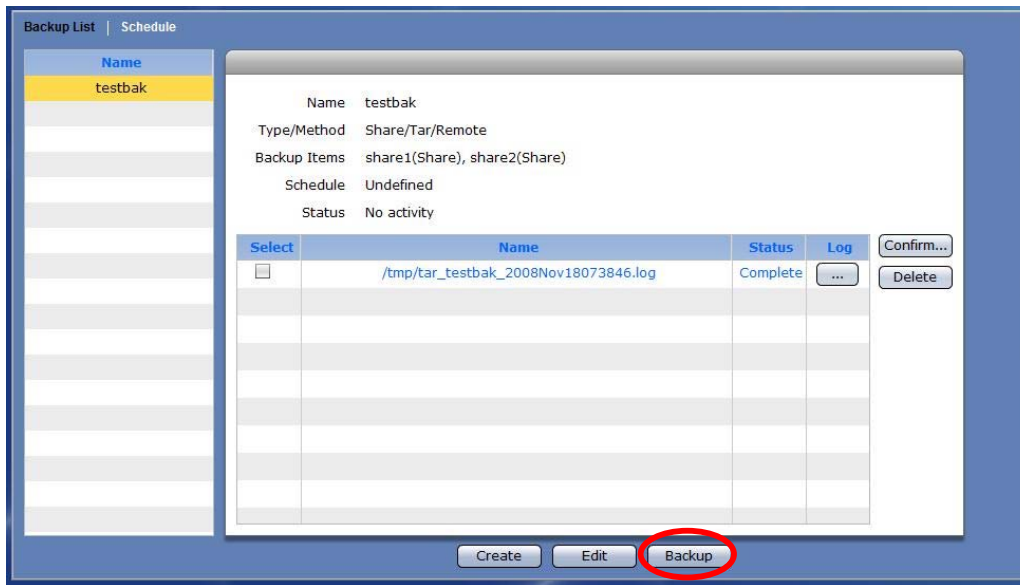 Backup List | Schedule
Name
testbak
Name testbak
Type/Method Share/Tar/Remote
Backup Items share1(Share), share2(Share)
Schedule Undefined
Status No activity
Select Name Status Log
/tmp/tar_testbak_2008Nov18073846.log Complete ...
Confirm...
Delete
Create Edit Backup